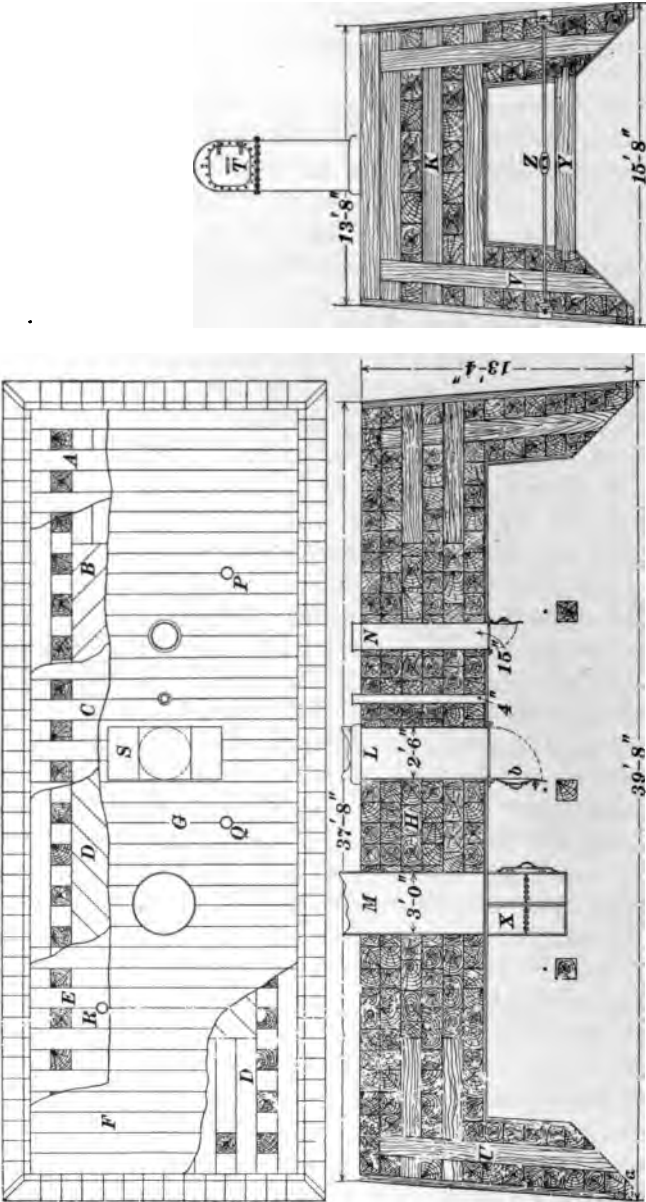 T
13'-8"
K
Z
Y
V
15'-8"
A
B
P
C
S
D
G
Q
E
R
F
D
13'-4"
37'-8"
N
15"
4"
L
2'-6"
b
H
M
3'-0"
X
U
a
39'-8"